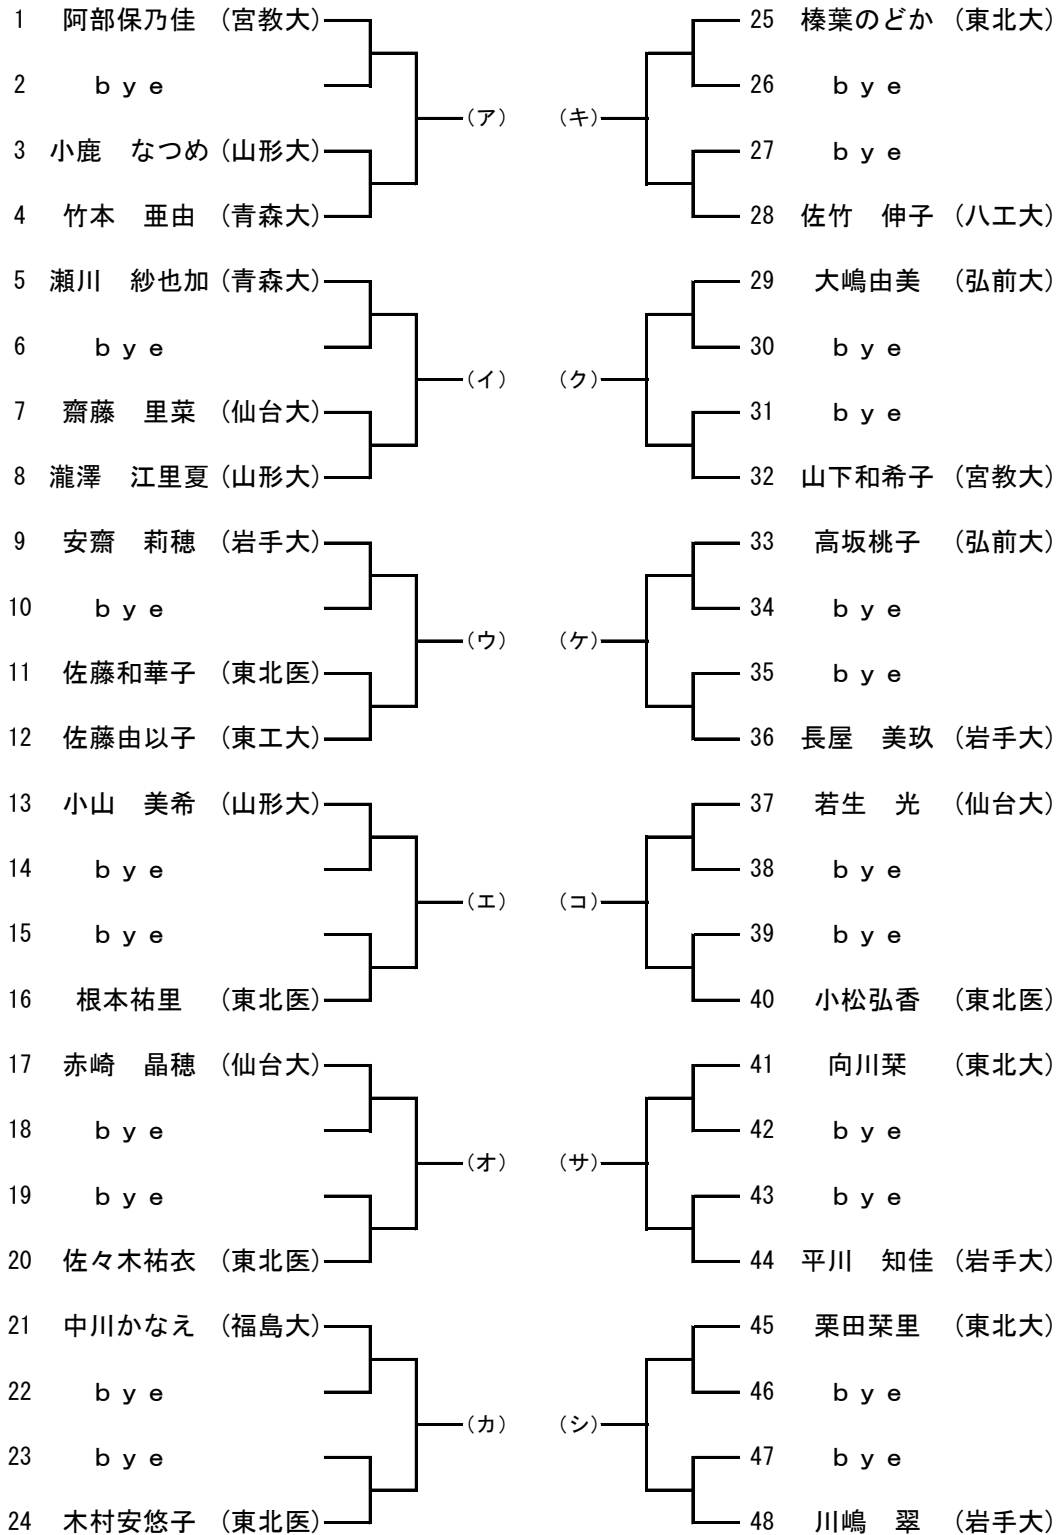 1 阿部保乃佳 (宮教大)
2 ｂｙｅ
(ア)
3 小鹿　なつめ (山形大)
4 竹本　亜由 (青森大)
5 瀬川　紗也加 (青森大)
6 ｂｙｅ
(イ)
7 齋藤　里菜 (仙台大)
8 瀧澤　江里夏 (山形大)
9 安齋　莉穂 (岩手大)
10 ｂｙｅ
(ウ)
11 佐藤和華子 (東北医)
12 佐藤由以子 (東工大)
13 小山　美希 (山形大)
14 ｂｙｅ
(エ)
15 ｂｙｅ
16 根本祐里 (東北医)
17 赤崎　晶穂 (仙台大)
18 ｂｙｅ
(オ)
19 ｂｙｅ
20 佐々木祐衣 (東北医)
21 中川かなえ (福島大)
22 ｂｙｅ
(カ)
23 ｂｙｅ
24 木村安悠子 (東北医)
25 榛葉のどか (東北大)
26 ｂｙｅ
(キ)
27 ｂｙｅ
28 佐竹　伸子 (八工大)
29 大嶋由美 (弘前大)
30 ｂｙｅ
(ク)
31 ｂｙｅ
32 山下和希子 (宮教大)
33 高坂桃子 (弘前大)
34 ｂｙｅ
(ケ)
35 ｂｙｅ
36 長屋　美玖 (岩手大)
37 若生　光 (仙台大)
38 ｂｙｅ
(コ)
39 ｂｙｅ
40 小松弘香 (東北医)
41 向川栞 (東北大)
42 ｂｙｅ
(サ)
43 ｂｙｅ
44 平川　知佳 (岩手大)
45 栗田栞里 (東北大)
46 ｂｙｅ
(シ)
47 ｂｙｅ
48 川嶋　翠 (岩手大)